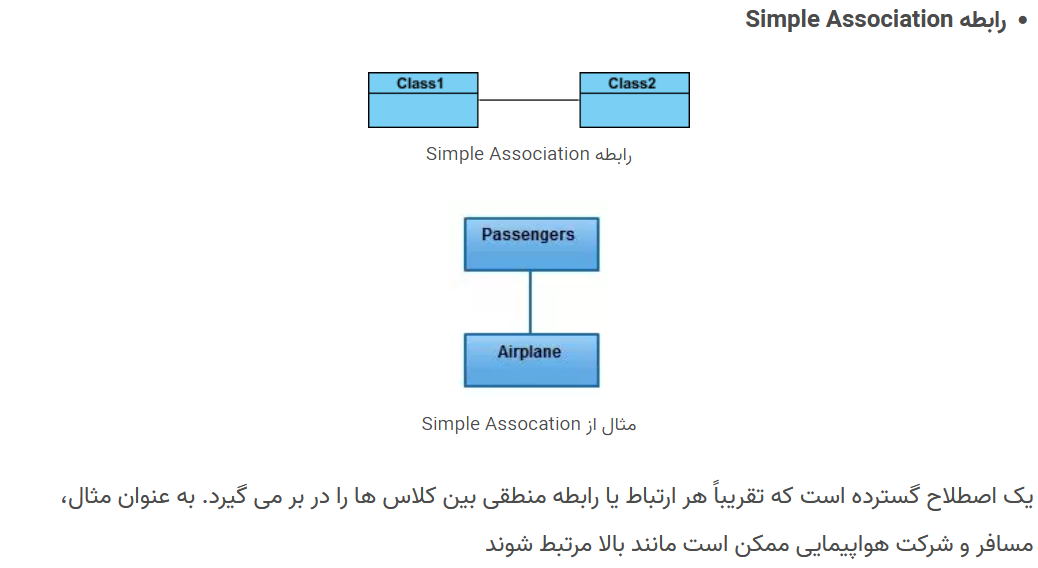 رابطه Simple Association
Class1
Class2
رابطه Simple Association
Passengers
Airplane
مثال از Simple Assocation
یک اصطلاح گسترده است که تقریباً هر ارتباط یا رابطه منطقی بین کلاس ها را در بر می گیرد. به عنوان مثال،
مسافر و شرکت هواپیمایی ممکن است مانند بالا مرتبط شوند